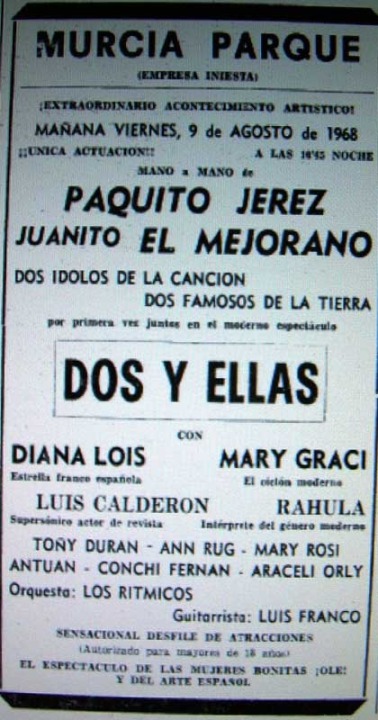 MURCIA PARQUE
(EMPRESA INIESTA)
¡EXTRAORDINARIO ACONTECIMIENTO ARTISTICO!
MAÑANA VIERNES, 9 de AGOSTO de 1968
¡¡UNICA ACTUACION!! A LAS 10'45 NOCHE
MANO a MANO de
PAQUITO JEREZ
JUANITO EL MEJORANO
DOS IDOLOS DE LA CANCION
DOS FAMOSOS DE LA TIERRA
por primera vez juntos en el moderno espectáculo
DOS Y ELLAS
CON
DIANA LOIS MARY GRACI
Estrella franco española El ciclón moderno
LUIS CALDERON RAHULA
Supersónico actor de revista Intérprete del género moderno
TOÑY DURAN - ANN RUG - MARY ROSI
ANTUAN - CONCHI FERNAN - ARACELI ORLY
Orquesta: LOS RITMICOS
Guitarrista: LUIS FRANCO
SENSACIONAL DESFILE DE ATRACCIONES
(Autorizado para mayores de 18 años)
EL ESPECTACULO DE LAS MUJERES BONITAS ¡OLE!
Y DEL ARTE ESPAÑOL